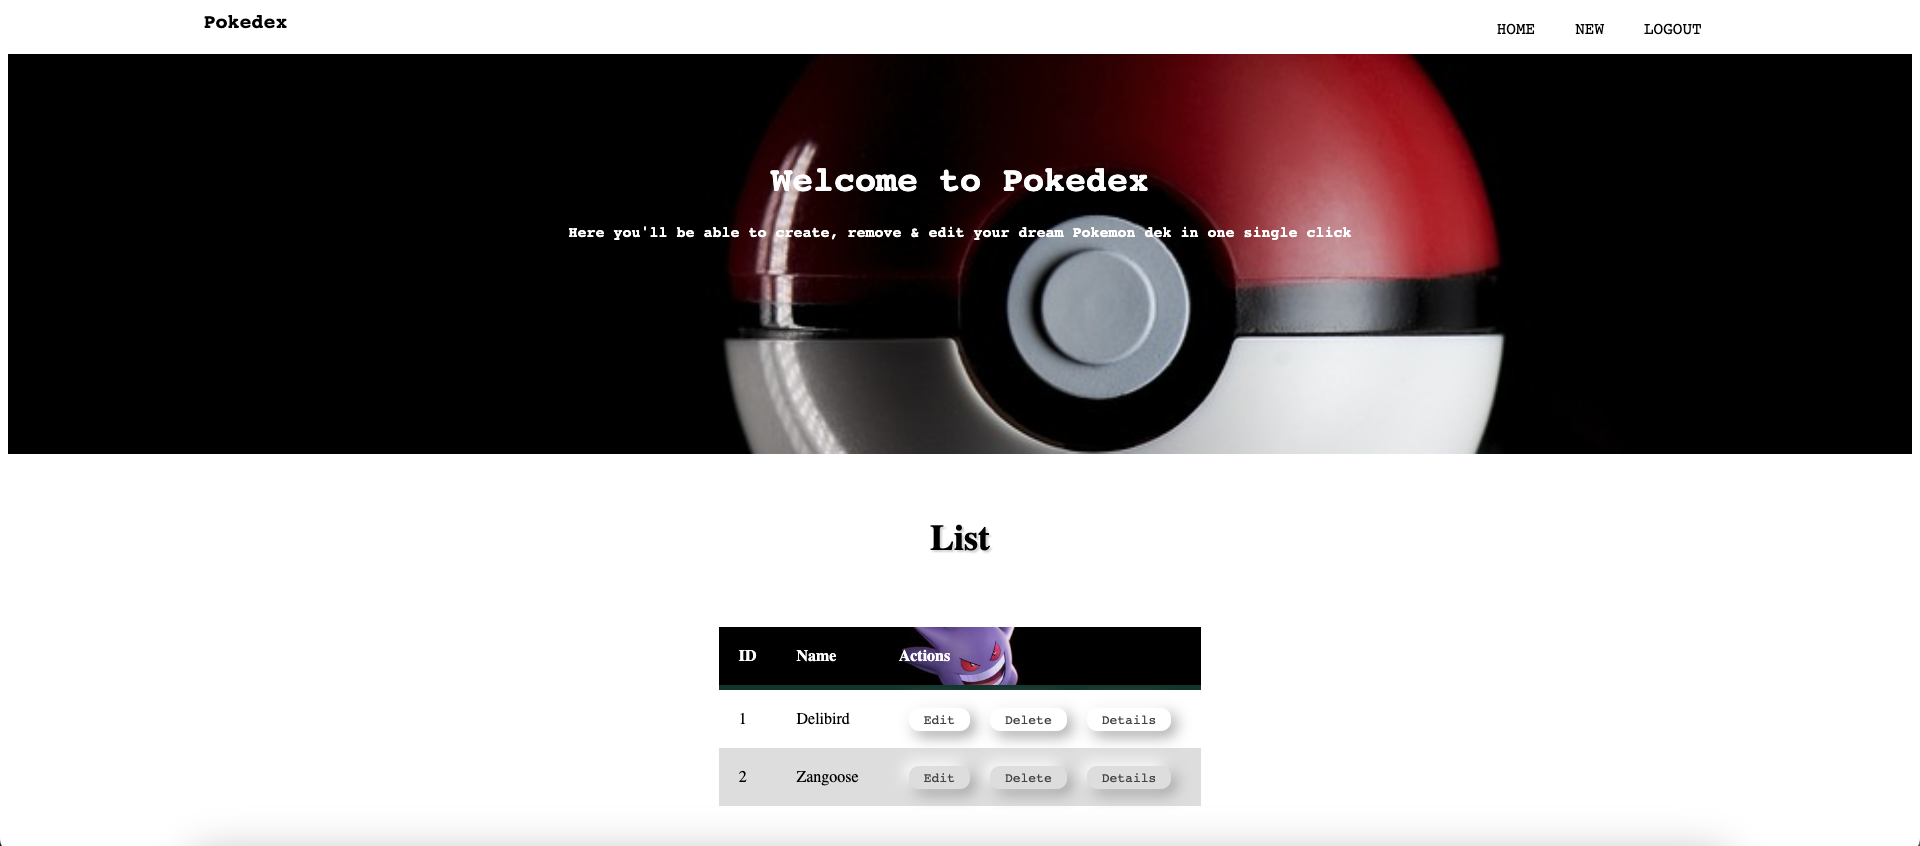 Pokedex
HOME NEW LOGOUT
Welcome to Pokedex
Here you'll be able to create, remove & edit your dream Pokemon dek in one single click
List
ID Name Actions
1 Delibird Edit Delete Details
2 Zangoose Edit Delete Details